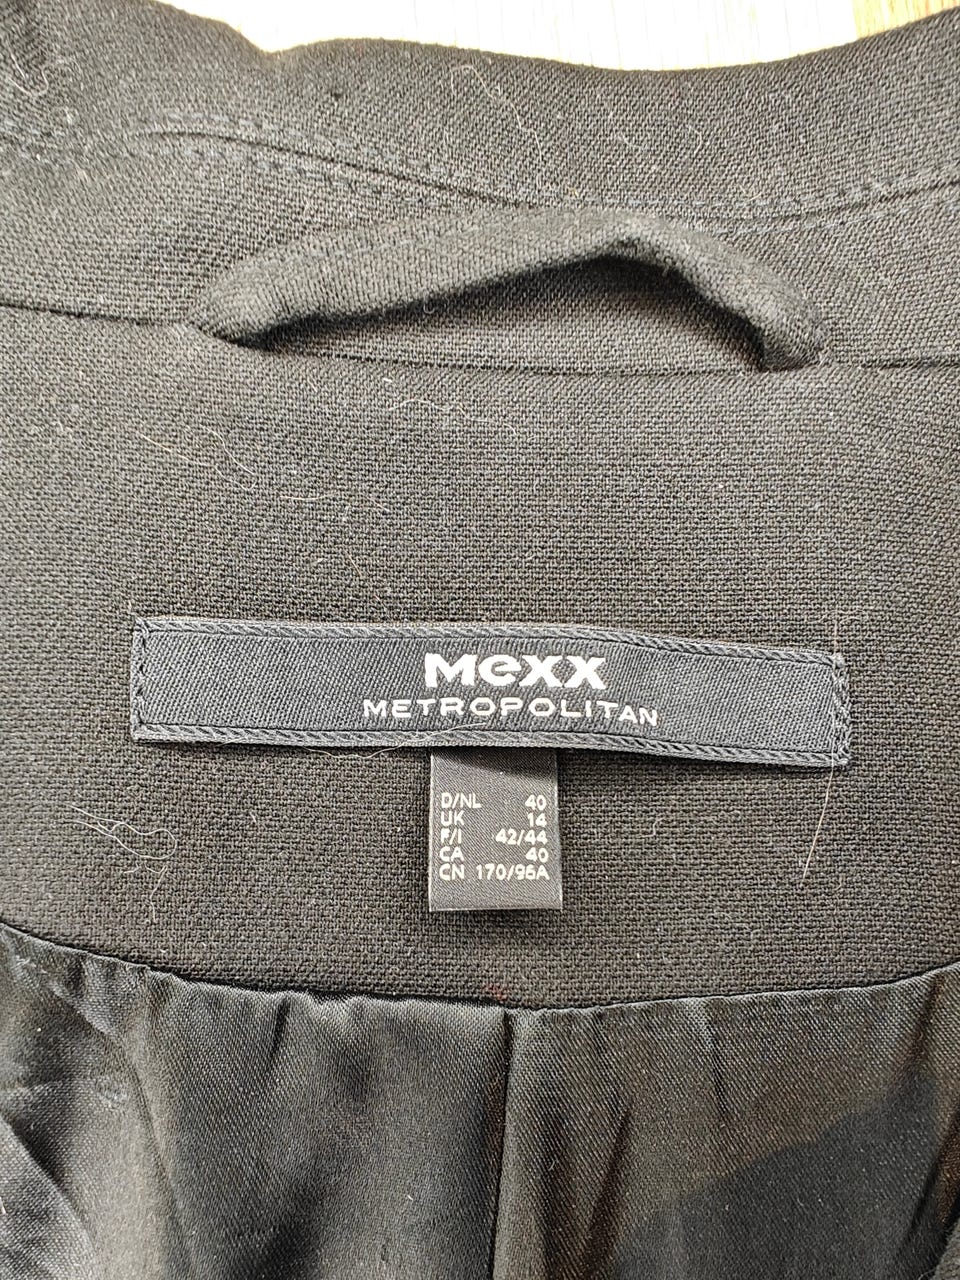 Mexx
METROPOLITAN
D/NL 40
UK 14
F/I 42/44
CA 40
CN 170/96A